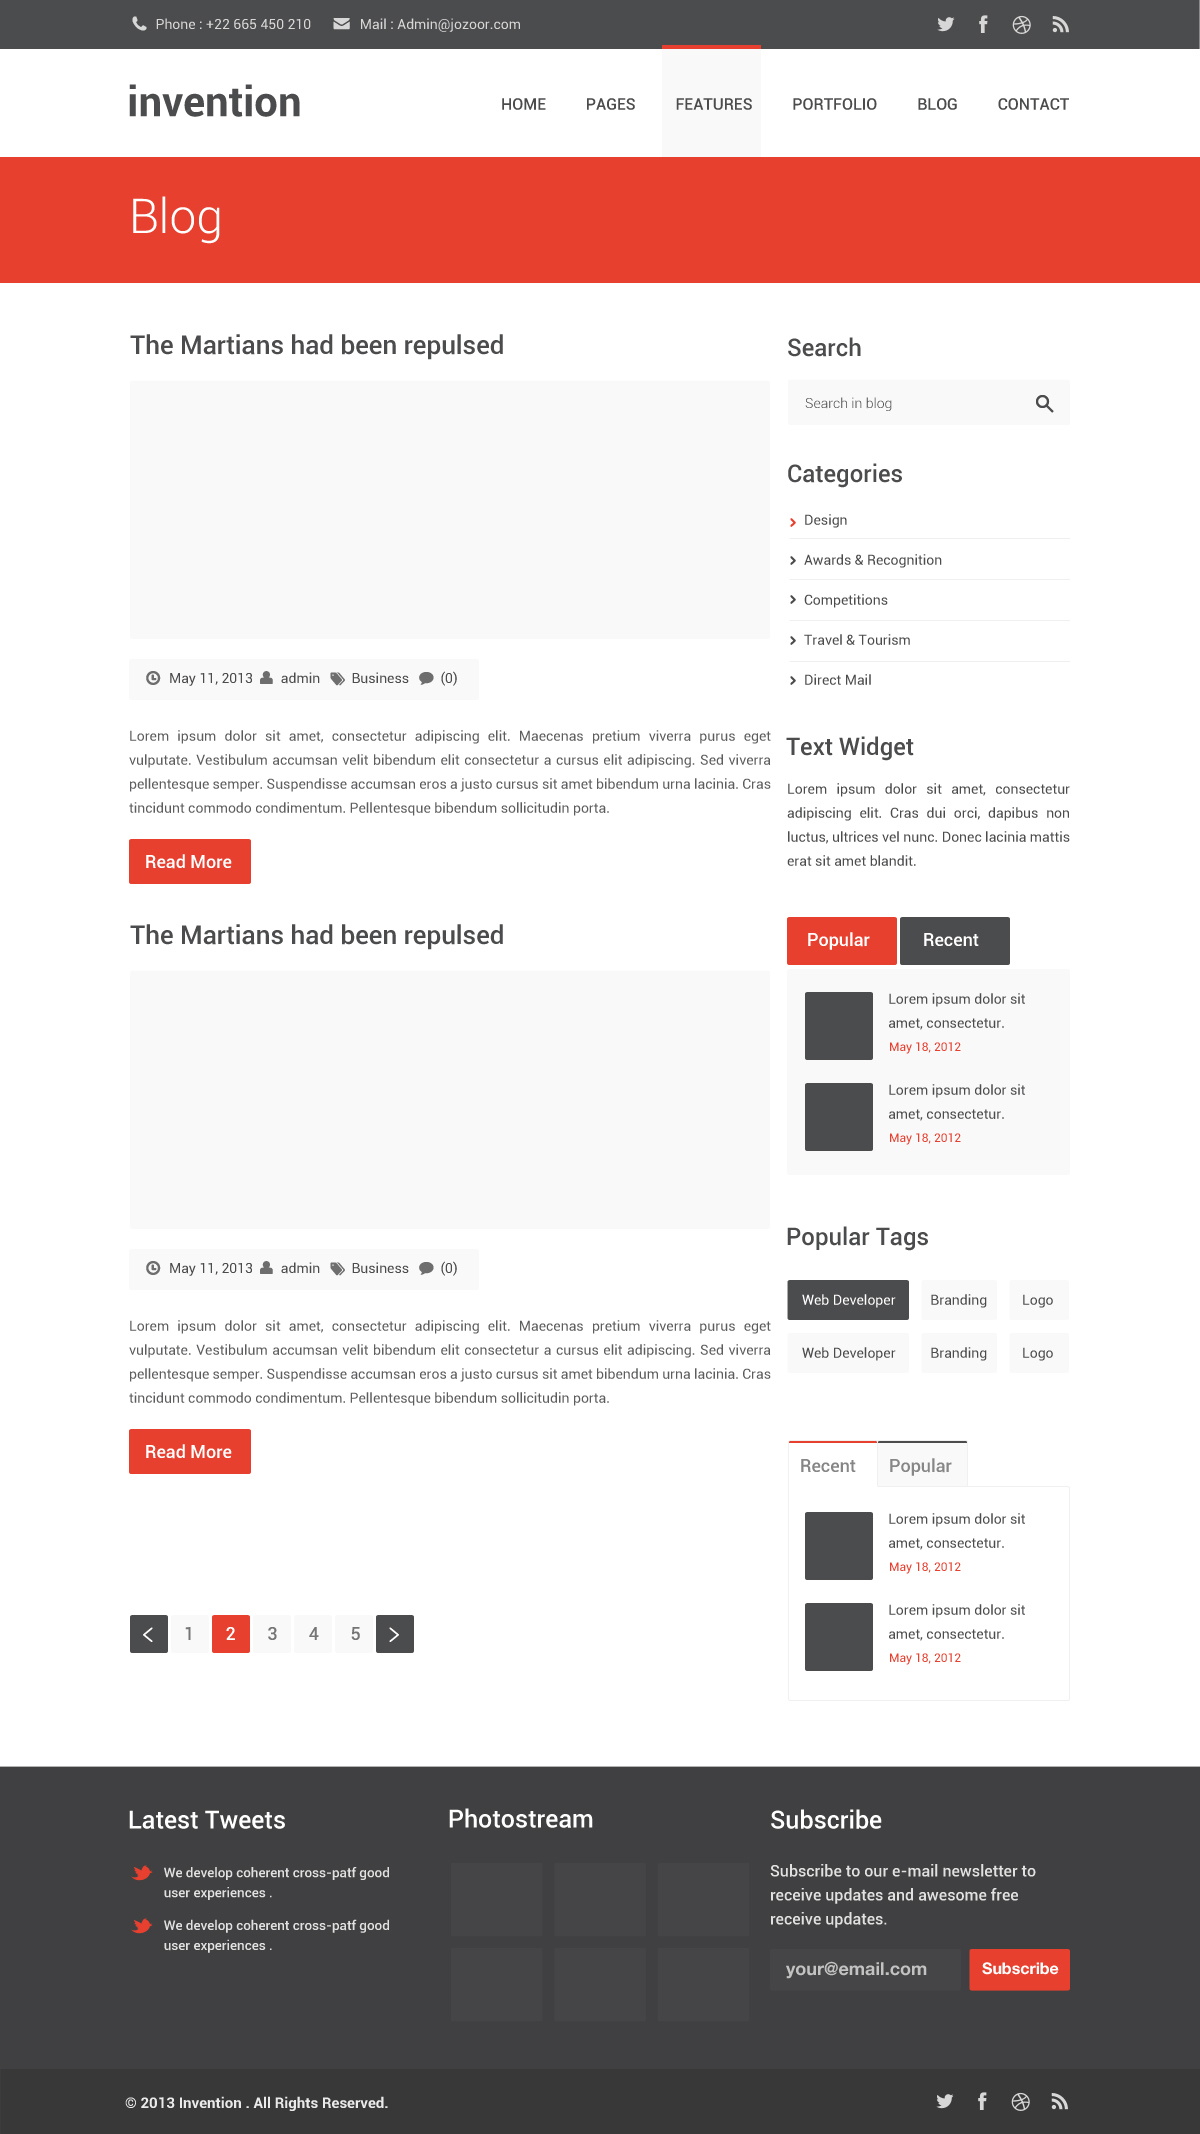 Phone : +22 665 450 210
Mail : Admin@jozoor.com
invention
HOME
PAGES
FEATURES
PORTFOLIO
BLOG
CONTACT
Blog
The Martians had been repulsed
May 11, 2013
admin
Business
(0)
Lorem ipsum dolor sit amet, consectetur adipiscing elit. Maecenas pretium viverra purus eget
vulputate. Vestibulum accumsan velit bibendum elit consectetur a cursus elit adipiscing. Sed viverra
pellentesque semper. Suspendisse accumsan eros a justo cursus sit amet bibendum urna lacinia. Cras
tincidunt commodo condimentum. Pellentesque bibendum sollicitudin porta.
Read More
The Martians had been repulsed
May 11, 2013
admin
Business
(0)
Lorem ipsum dolor sit amet, consectetur adipiscing elit. Maecenas pretium viverra purus eget
vulputate. Vestibulum accumsan velit bibendum elit consectetur a cursus elit adipiscing. Sed viverra
pellentesque semper. Suspendisse accumsan eros a justo cursus sit amet bibendum urna lacinia. Cras
tincidunt commodo condimentum. Pellentesque bibendum sollicitudin porta.
Read More
1
2
3
4
5
Search
Search in blog
Categories
Design
Awards & Recognition
Competitions
Travel & Tourism
Direct Mail
Text Widget
Lorem ipsum dolor sit amet, consectetur
adipiscing elit. Cras dui orci, dapibus non
luctus, ultrices vel nunc. Donec lacinia mattis
erat sit amet blandit.
Popular
Recent
Lorem ipsum dolor sit
amet, consectetur.
May 18, 2012
Lorem ipsum dolor sit
amet, consectetur.
May 18, 2012
Popular Tags
Web Developer
Branding
Logo
Web Developer
Branding
Logo
Recent
Popular
Lorem ipsum dolor sit
amet, consectetur.
May 18, 2012
Lorem ipsum dolor sit
amet, consectetur.
May 18, 2012
Latest Tweets
We develop coherent cross-patf good
user experiences .
We develop coherent cross-patf good
user experiences .
Photostream
Subscribe
Subscribe to our e-mail newsletter to
receive updates and awesome free
receive updates.
your@email.com
Subscribe
© 2013 Invention . All Rights Reserved.